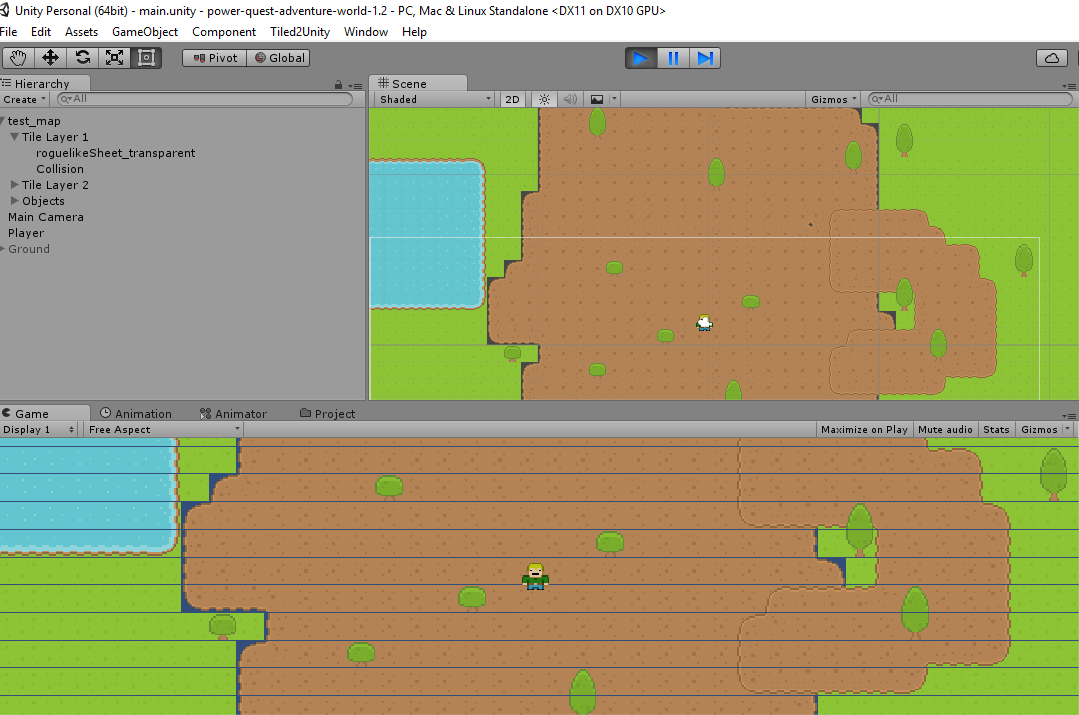 Unity Personal (64bit) - main.unity - power-quest-adventure-world-1.2 - PC, Mac & Linux Standalone <DX11 on DX10 GPU>
File Edit Assets GameObject Component Tiled2Unity Window Help
Pivot Global
Hierarchy
Create All
test_map
Tile Layer 1
roguelikeSheet_transparent
Collision
Tile Layer 2
Objects
Main Camera
Player
Ground
Scene
Shaded 2D Gizmos All
Game Animation Animator Project
Display 1 Free Aspect Maximize on Play Mute audio Stats Gizmos